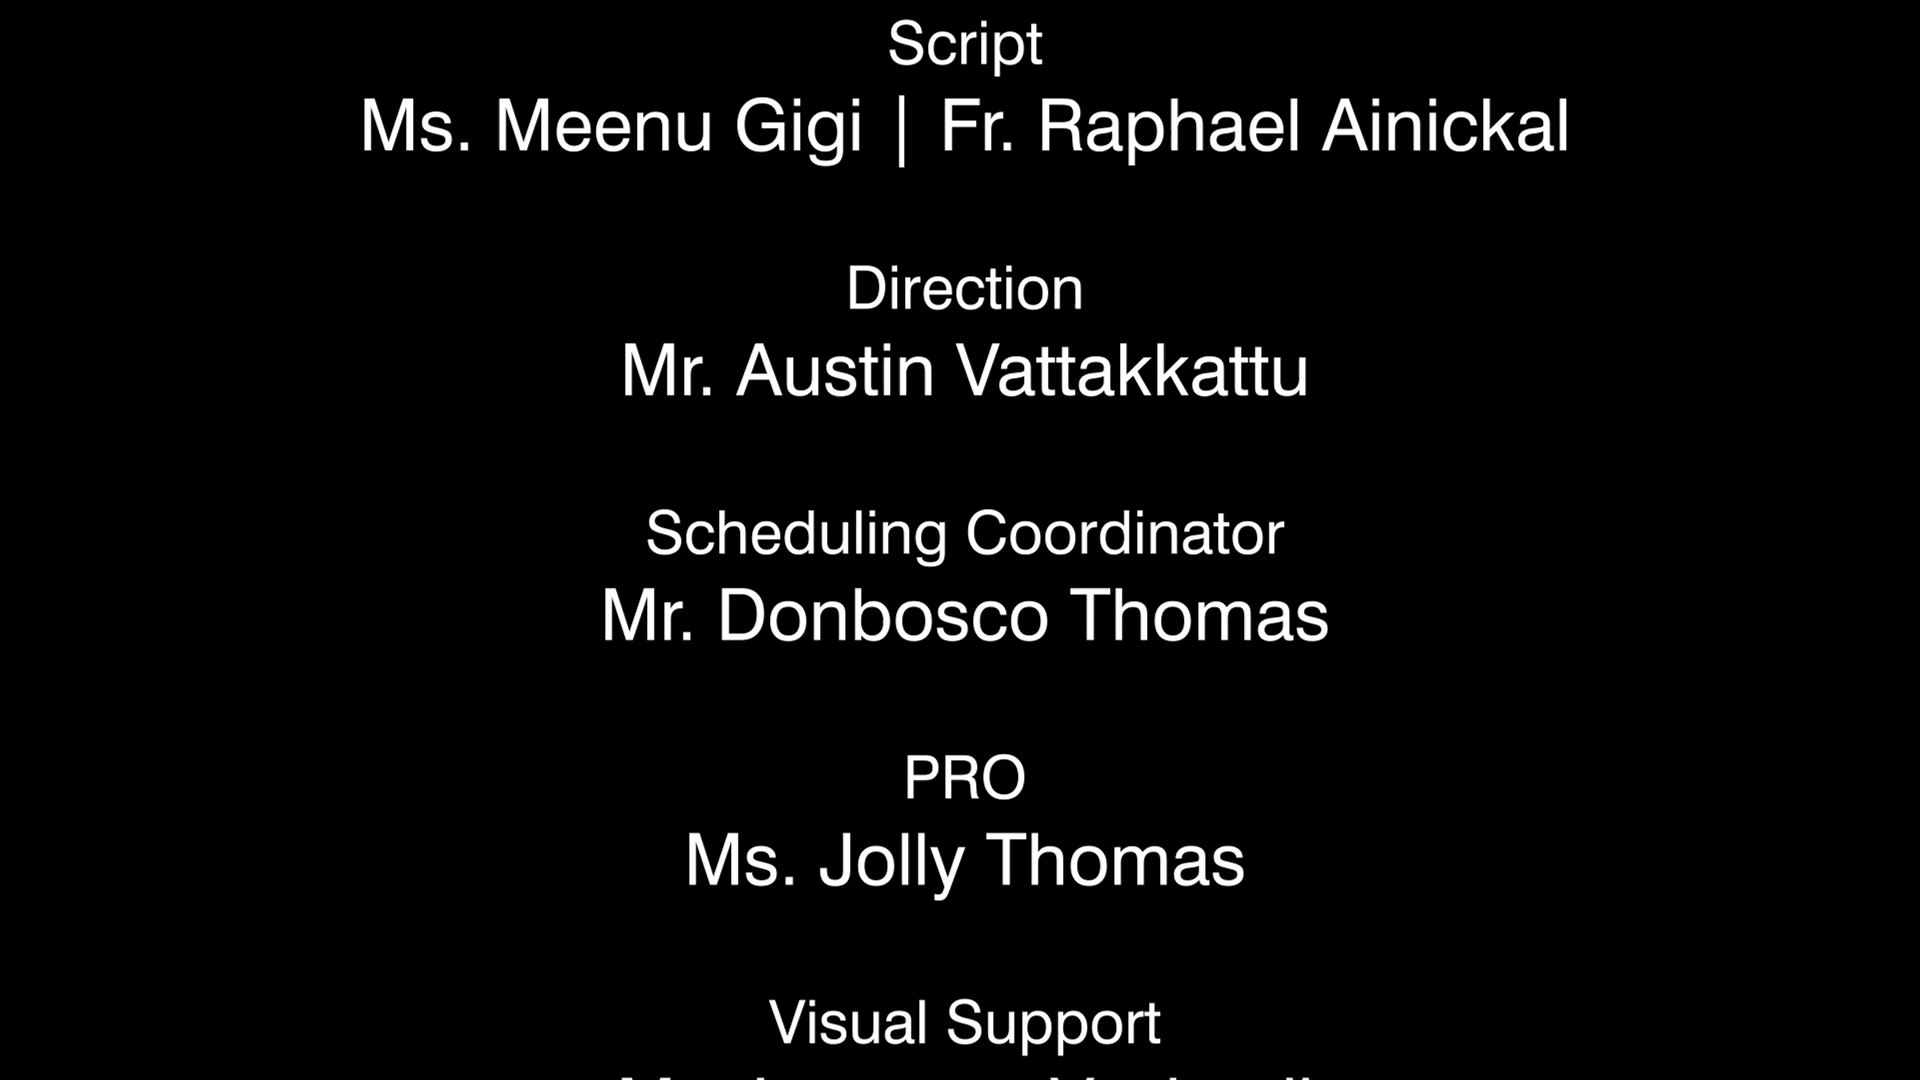 Script
Ms. Meenu Gigi | Fr. Raphael Ainickal
Direction
Mr. Austin Vattakkattu
Scheduling Coordinator
Mr. Donbosco Thomas
PRO
Ms. Jolly Thomas
Visual Support